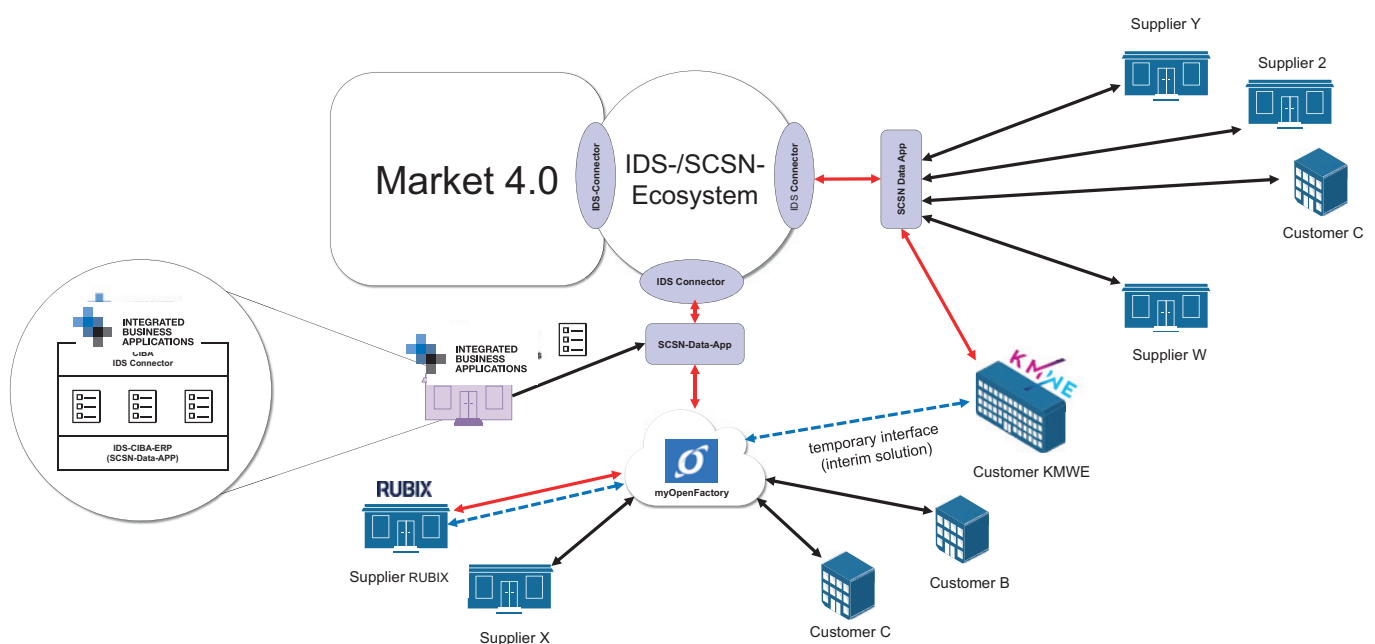 Supplier Y
Supplier 2
Market 4.0
IDS-Connector
IDS-/SCSN-
Ecosystem
IDS Connector
SCSN Data App
Customer C
IDS Connector
INTEGRATED
BUSINESS
APPLICATIONS
CIBA
IDS Connector
IDS-CIBA-ERP
(SCSN-Data-APP)
INTEGRATED
BUSINESS
APPLICATIONS
SCSN-Data-App
Supplier W
KMWE
temporary interface
(interim solution)
Customer KMWE
myOpenFactory
RUBIX
Supplier RUBIX
Customer B
Supplier X
Customer C